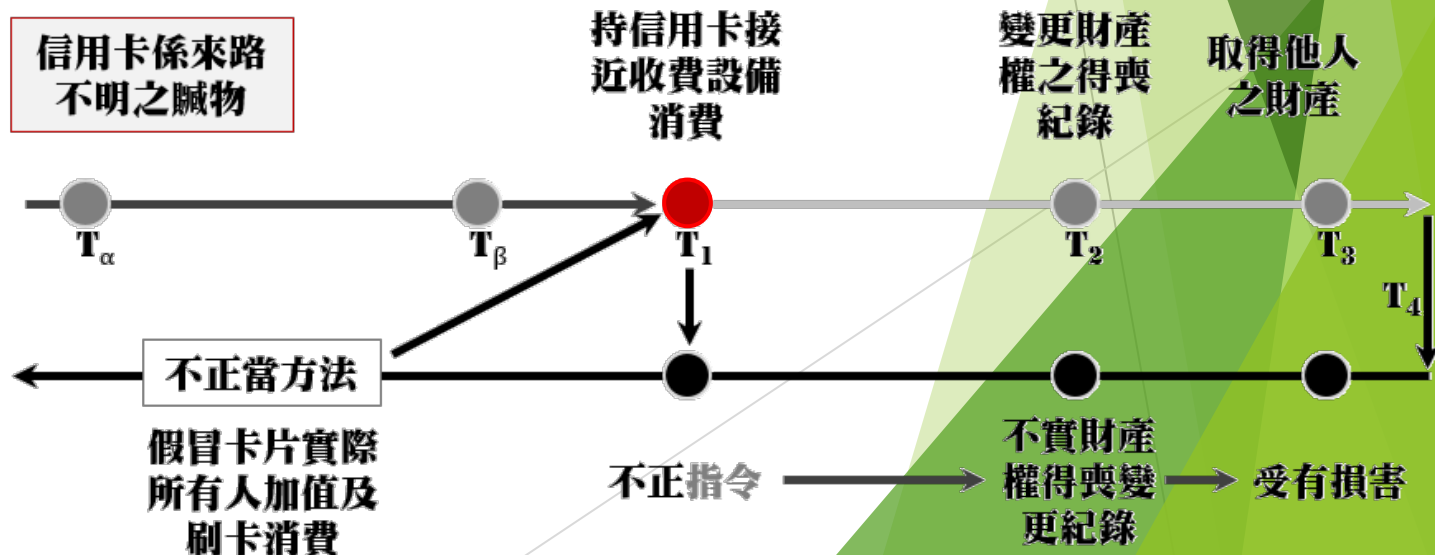 信用卡係來路
不明之贓物
持信用卡接
近收費設備
消費
變更財產
權之得喪
紀錄
取得他人
之財產
Tα
Tβ
T1
T2
T3
T4
不正當方法
假冒卡片實際
所有人加值及
刷卡消費
不正指令
不實財產
權得喪變
更紀錄
受有損害